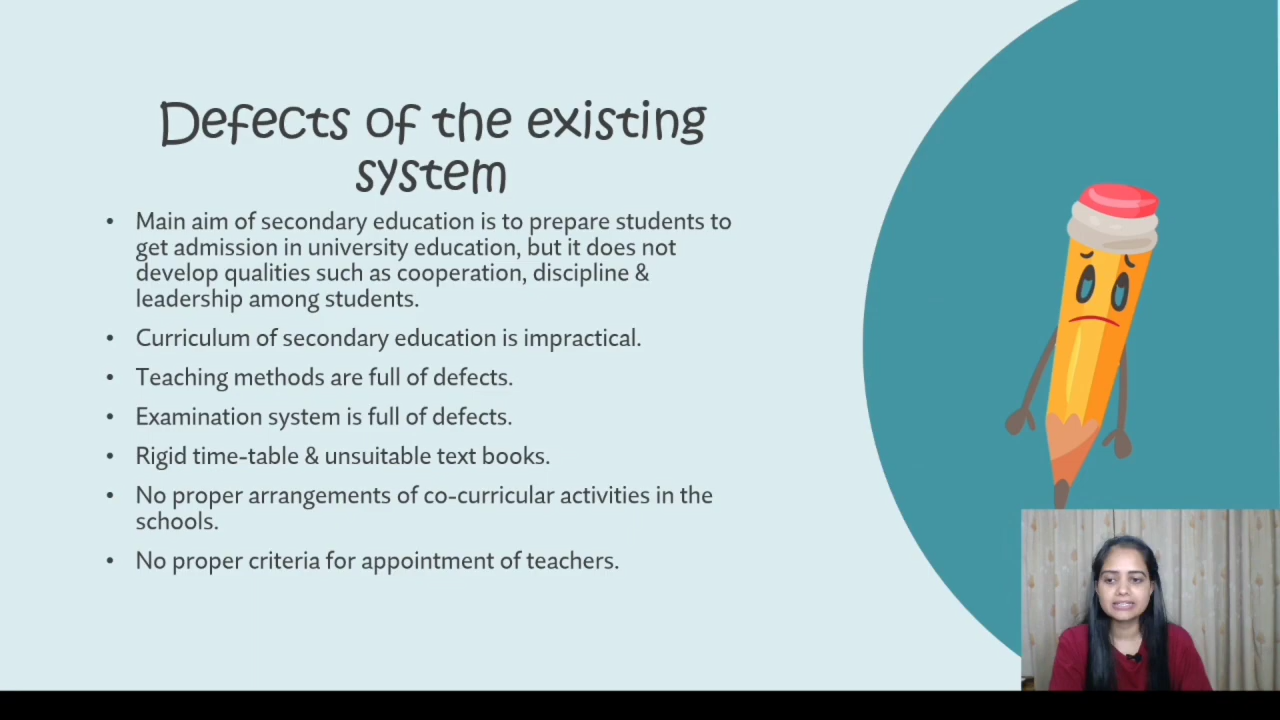 Defects of the existing
system
• Main aim of secondary education is to prepare students to
get admission in university education, but it does not
develop qualities such as cooperation, discipline &
leadership among students.
• Curriculum of secondary education is impractical.
• Teaching methods are full of defects.
• Examination system is full of defects.
• Rigid time-table & unsuitable text books.
• No proper arrangements of co-curricular activities in the
schools.
• No proper criteria for appointment of teachers.